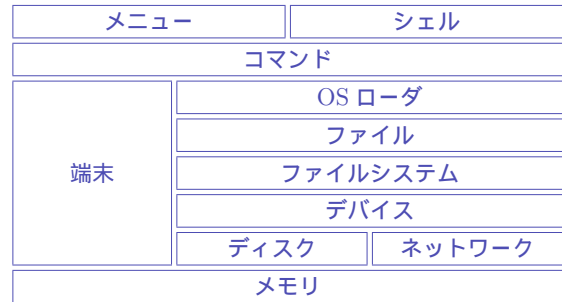 メニュー シェル
コマンド
OS ローダ
ファイル
端末 ファイルシステム
デバイス
ディスク ネットワーク
メモリ